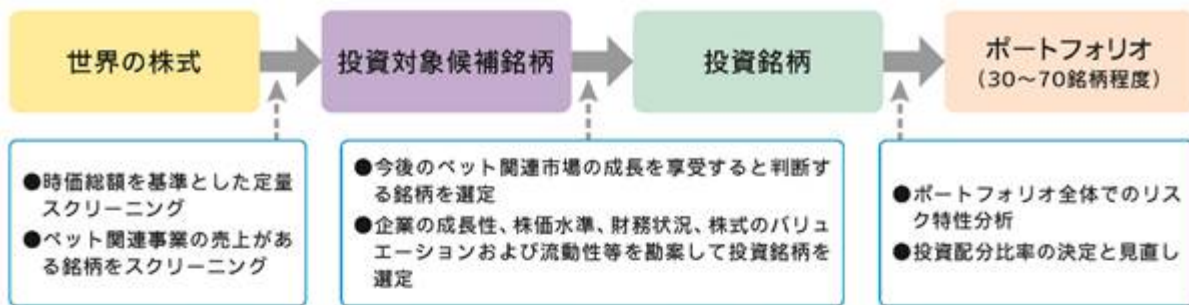 世界の株式
投資対象候補銘柄
投資銘柄
ポートフォリオ
(30〜70銘柄程度)
●時価総額を基準とした定量
スクリーニング
●ペット関連事業の売上があ
る銘柄をスクリーニング
●今後のペット関連市場の成長を享受すると判断す
る銘柄を選定
●企業の成長性、株価水準、財務状況、株式のバリュ
エーションおよび流動性等を勘案して投資銘柄を
選定
●ポートフォリオ全体でのリス
ク特性分析
●投資配分比率の決定と見直し